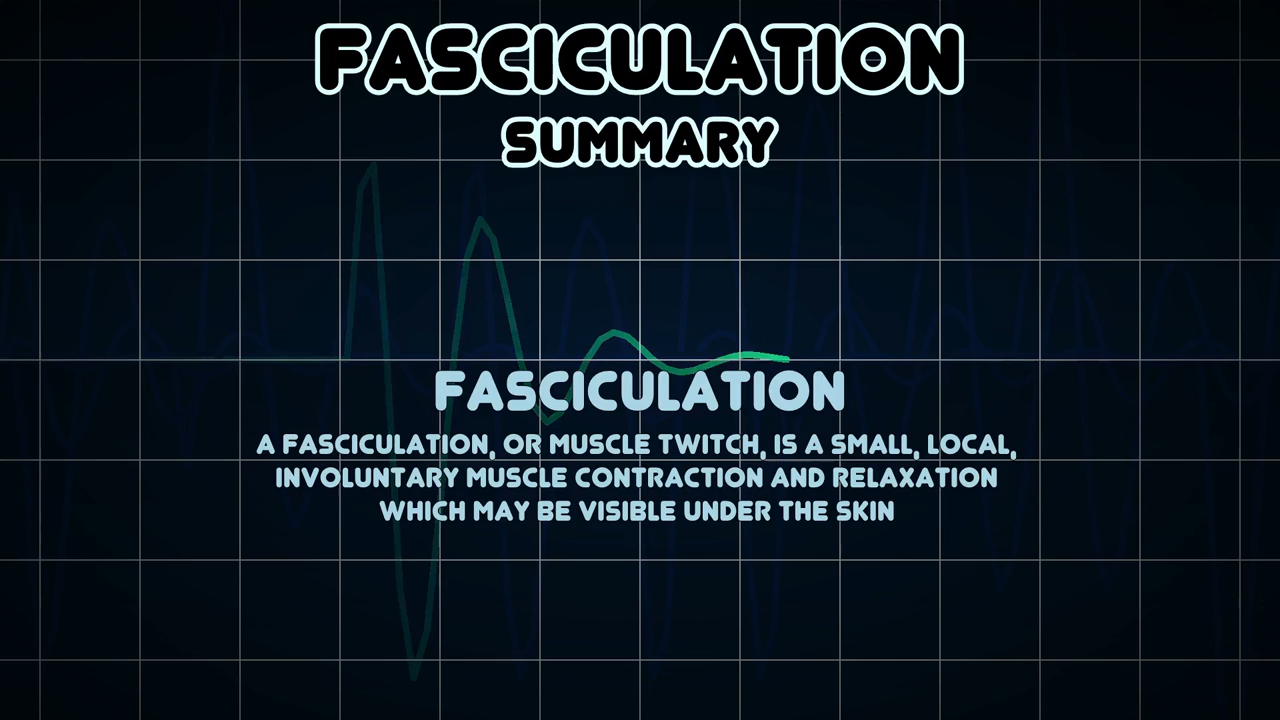 FASCICULATION
SUMMARY
FASCICULATION
A FASCICULATION, OR MUSCLE TWITCH, IS A SMALL, LOCAL,
INVOLUNTARY MUSCLE CONTRACTION AND RELAXATION
WHICH MAY BE VISIBLE UNDER THE SKIN